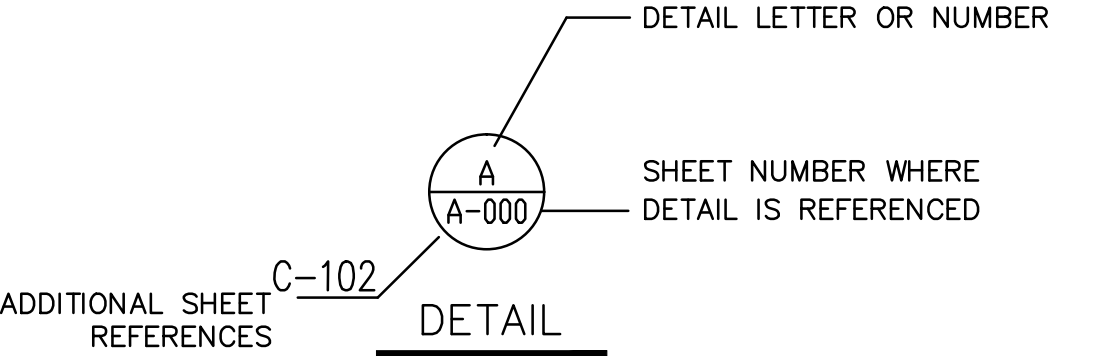 DETAIL LETTER OR NUMBER
A
A-000
SHEET NUMBER WHERE
DETAIL IS REFERENCED
C-102
ADDITIONAL SHEET
REFERENCES
DETAIL